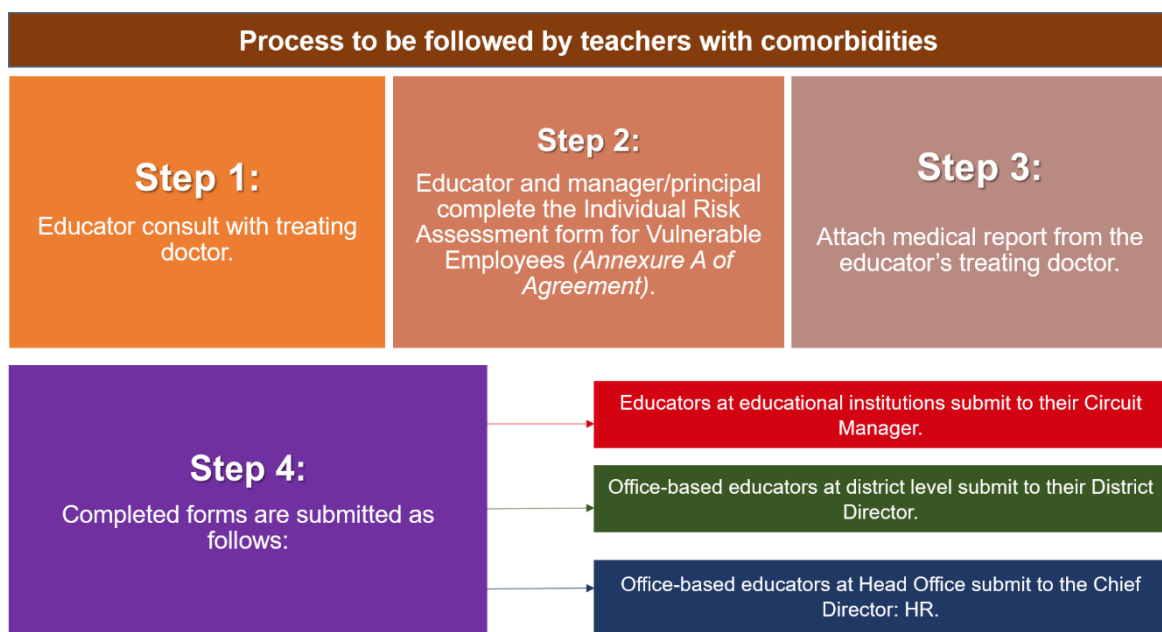 Process to be followed by teachers with comorbidities
Step 1:
Educator consult with treating
doctor.
Step 2:
Educator and manager/principal
complete the Individual Risk
Assessment form for Vulnerable
Employees (Annexure A of
Agreement).
Step 3:
Attach medical report from the
educator’s treating doctor.
Step 4:
Completed forms are submitted as
follows:
Educators at educational institutions submit to their Circuit
Manager.
Office-based educators at district level submit to their District
Director.
Office-based educators at Head Office submit to the Chief
Director: HR.